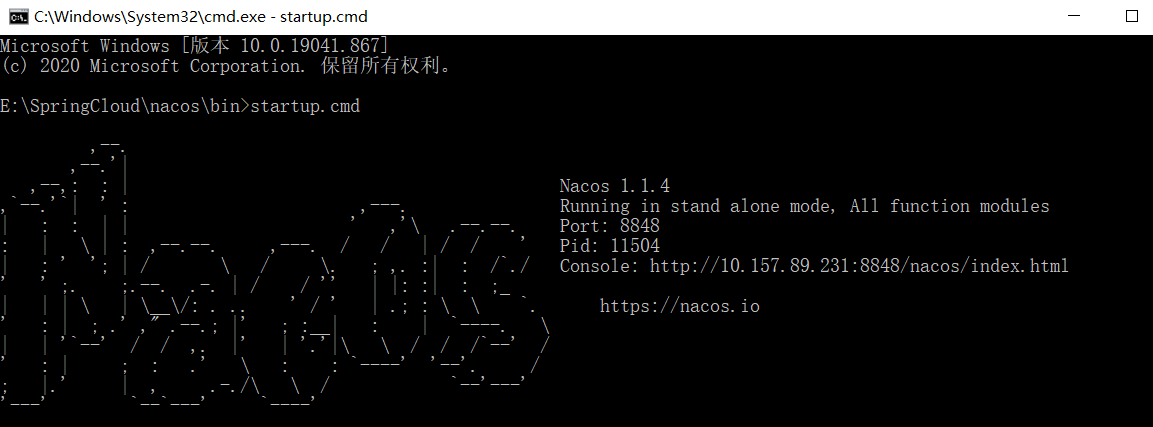 C:\Windows\System32\cmd.exe - startup.cmd
Microsoft Windows [版本 10.0.19041.867]
(c) 2020 Microsoft Corporation. 保留所有权利。
E:\SpringCloud\nacos\bin>startup.cmd
Nacos 1.1.4
Running in stand alone mode, All function modules
Port: 8848
Pid: 11504
Console: http://10.157.89.231:8848/nacos/index.html
https://nacos.io